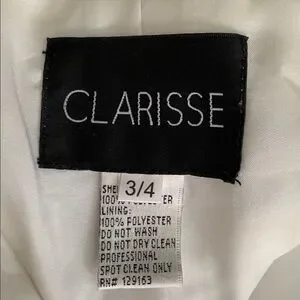 CLARISSE
3/4
100%
LINING:
100% POLYESTER
DO NOT WASH
DO NOT DRY CLEAN
PROFESSIONAL
SPOT CLEAN ONLY
RN# 129163